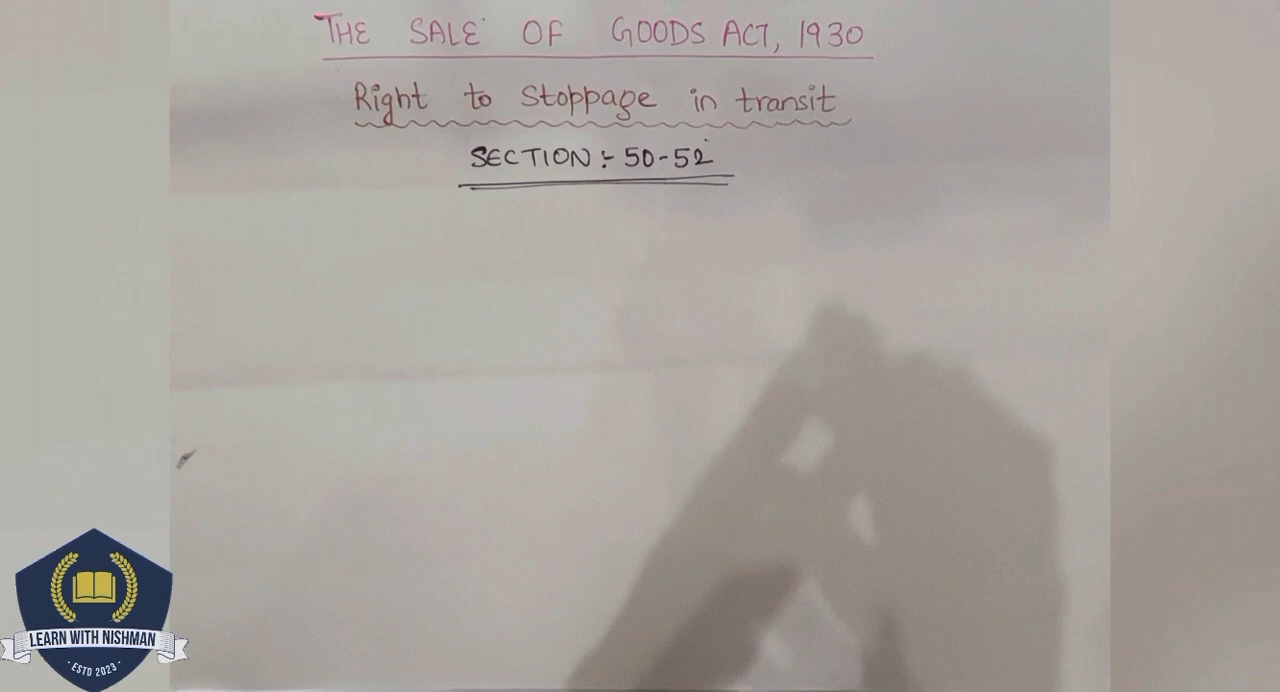 THE SALE OF GOODS ACT, 1930
Right to Stoppage in transit
SECTION :- 50-52
LEARN WITH NISHMAN
- ESTD 2023 -